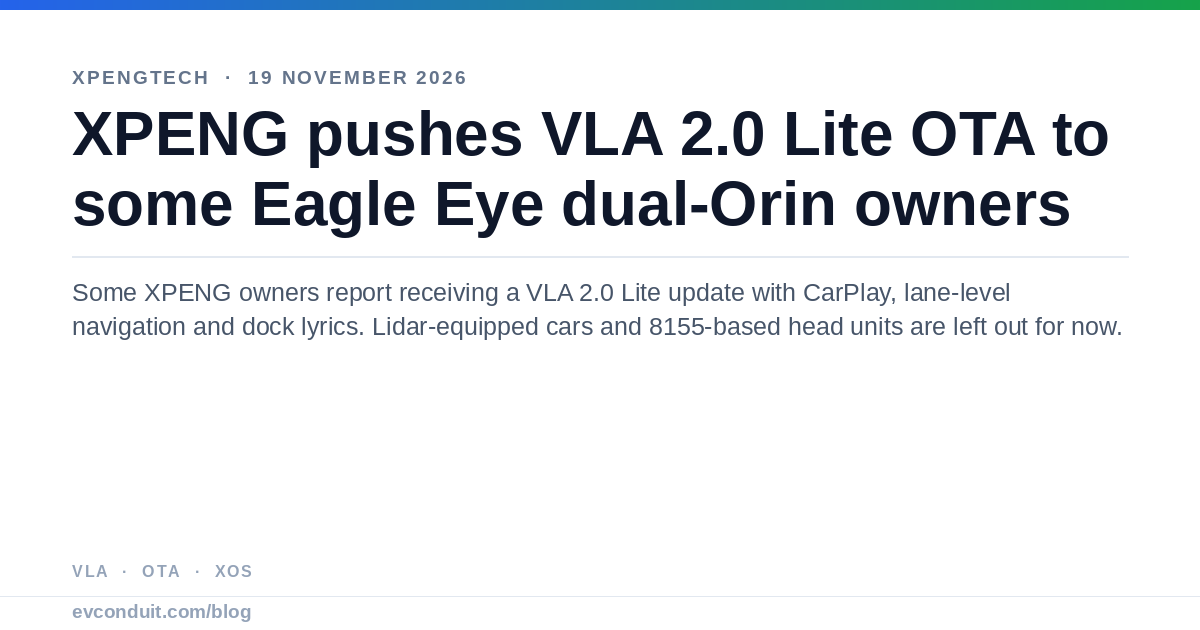 XPENGTECH · 19 NOVEMBER 2026
XPENG pushes VLA 2.0 Lite OTA to
some Eagle Eye dual-Orin owners
Some XPENG owners report receiving a VLA 2.0 Lite update with CarPlay, lane-level
navigation and dock lyrics. Lidar-equipped cars and 8155-based head units are left out for now.
VLA · OTA · XOS
evconduit.com/blog